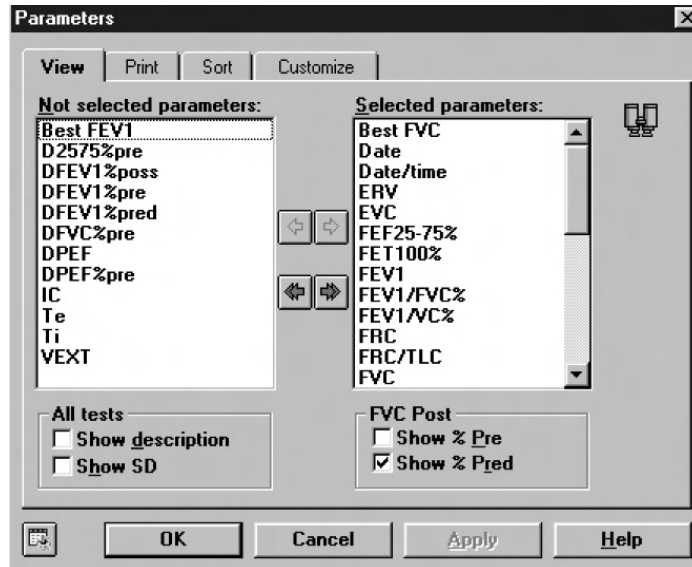 Parameters
View Print Sort Customize
Not selected parameters:
Best FEV1
D2575%pre
DFEV1%poss
DFEV1%pre
DFEV1%pred
DFVC%pre
DPEF
DPEF%pre
IC
Te
Ti
VEXT
Selected parameters:
Best FVC
Date
Date/time
ERV
EVC
FEF25-75%
FET100%
FEV1
FEV1/FVC%
FEV1/VC%
FRC
FRC/TLC
FVC
All tests
Show description
Show SD
FVC Post
Show % Pre
Show % Pred
OK Cancel Apply Help